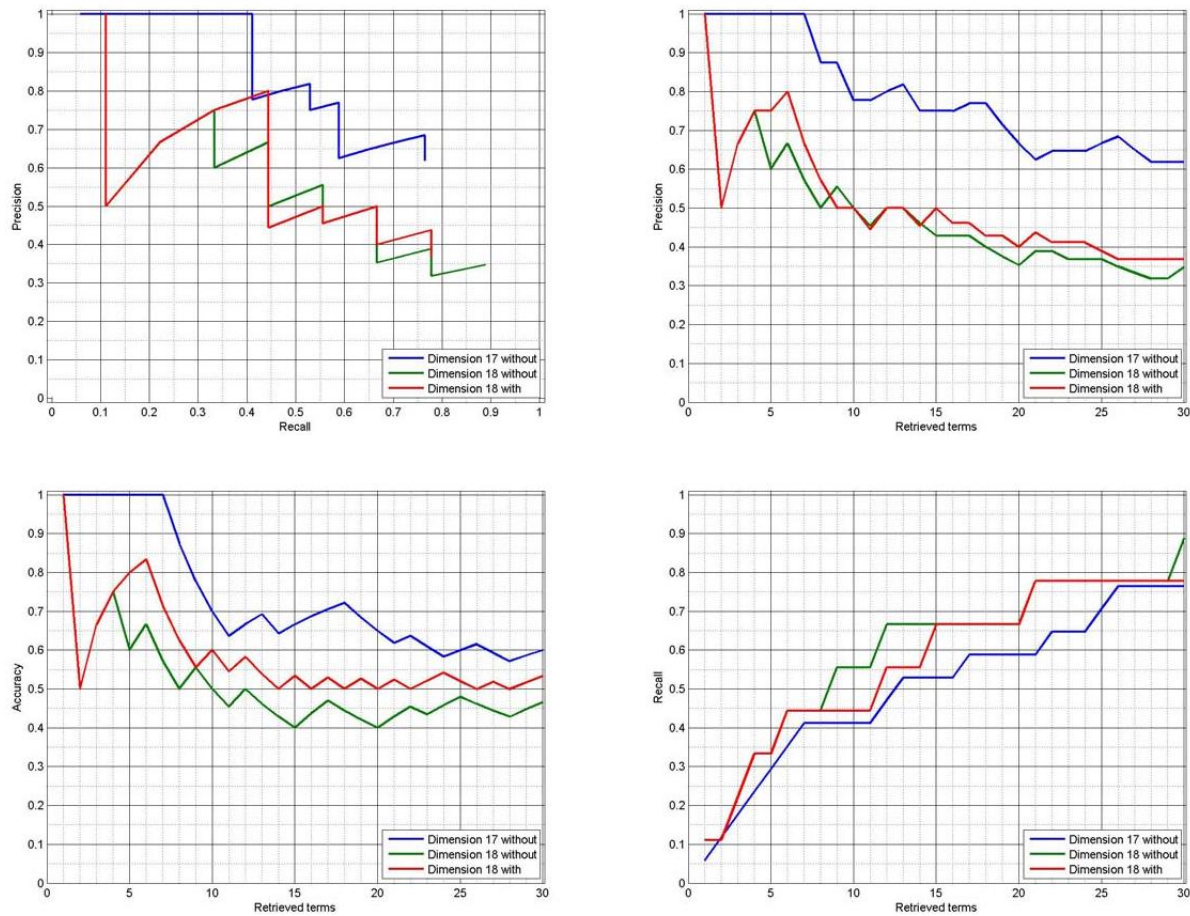 1
0.9
0.8
0.7
0.6
0.5
0.4
0.3
0.2
0.1
0
Precision
0 0.1 0.2 0.3 0.4 0.5 0.6 0.7 0.8 0.9 1
Recall
Dimension 17 without
Dimension 18 without
Dimension 18 with
1
0.9
0.8
0.7
0.6
0.5
0.4
0.3
0.2
0.1
0
Precision
0 5 10 15 20 25 30
Retrieved terms
Dimension 17 without
Dimension 18 without
Dimension 18 with
1
0.9
0.8
0.7
0.6
0.5
0.4
0.3
0.2
0.1
0
Accuracy
0 5 10 15 20 25 30
Retrieved terms
Dimension 17 without
Dimension 18 without
Dimension 18 with
1
0.9
0.8
0.7
0.6
0.5
0.4
0.3
0.2
0.1
0
Recall
0 5 10 15 20 25 30
Retrieved terms
Dimension 17 without
Dimension 18 without
Dimension 18 with